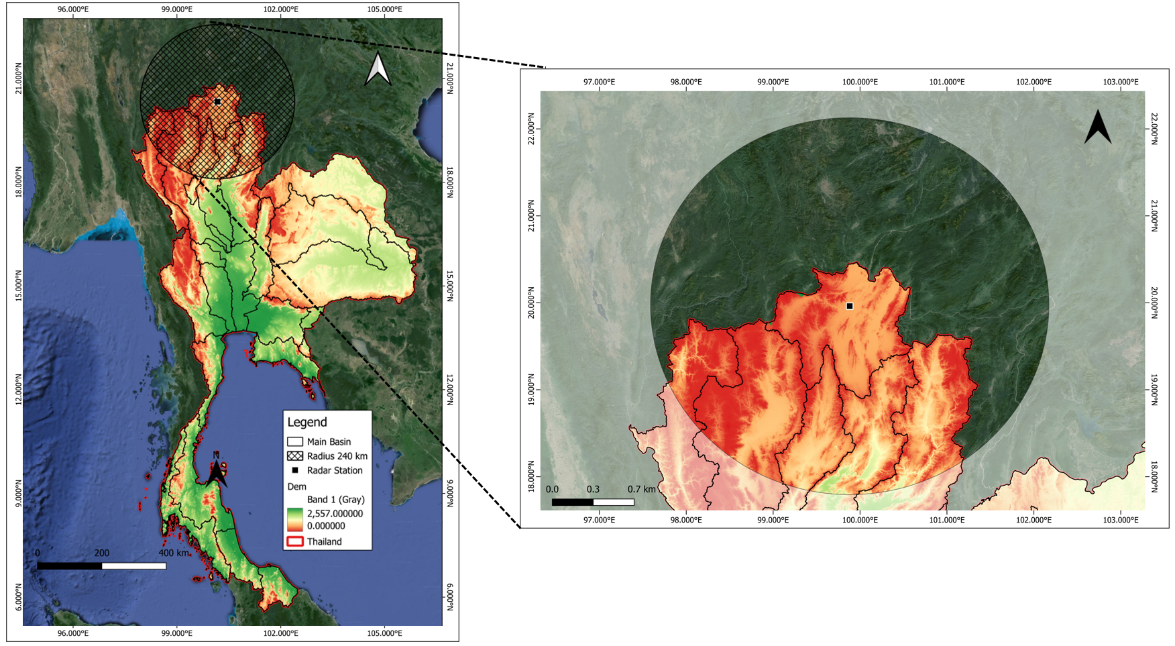 96.000°E 99.000°E 102.000°E 105.000°E
21.000°N 18.000°N 15.000°N 12.000°N 9.000°N 6.000°N
21.000°N 18.000°N 15.000°N 12.000°N 9.000°N 6.000°N
N
Legend
Main Basin
Radius 240 km
Radar Station
Dem
Band 1 (Gray)
2,557.000000
0.000000
Thailand
0 200 400 km
96.000°E 99.000°E 102.000°E 105.000°E
97.000°E 98.000°E 99.000°E 100.000°E 101.000°E 102.000°E 103.000°E
22.000°N 21.000°N 20.000°N 19.000°N 18.000°N
22.000°N 21.000°N 20.000°N 19.000°N 18.000°N
0.0 0.3 0.7 km
97.000°E 98.000°E 99.000°E 100.000°E 101.000°E 102.000°E 103.000°E